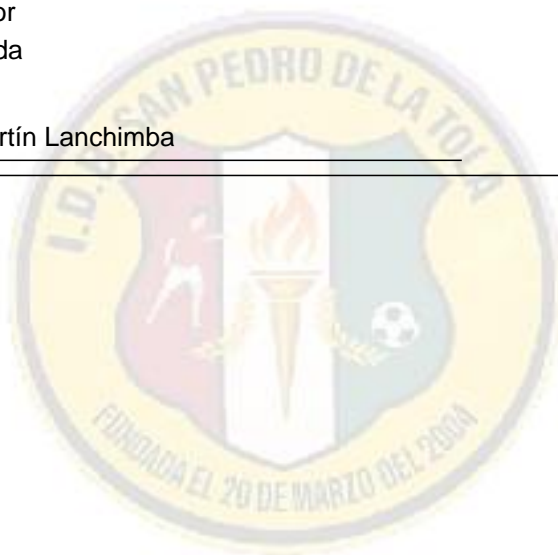 or
da
rtín Lanchimba
I.D.B. SAN PEDRO DE LA TOLA
FUNDADA EL 20 DE MARZO DEL 2004